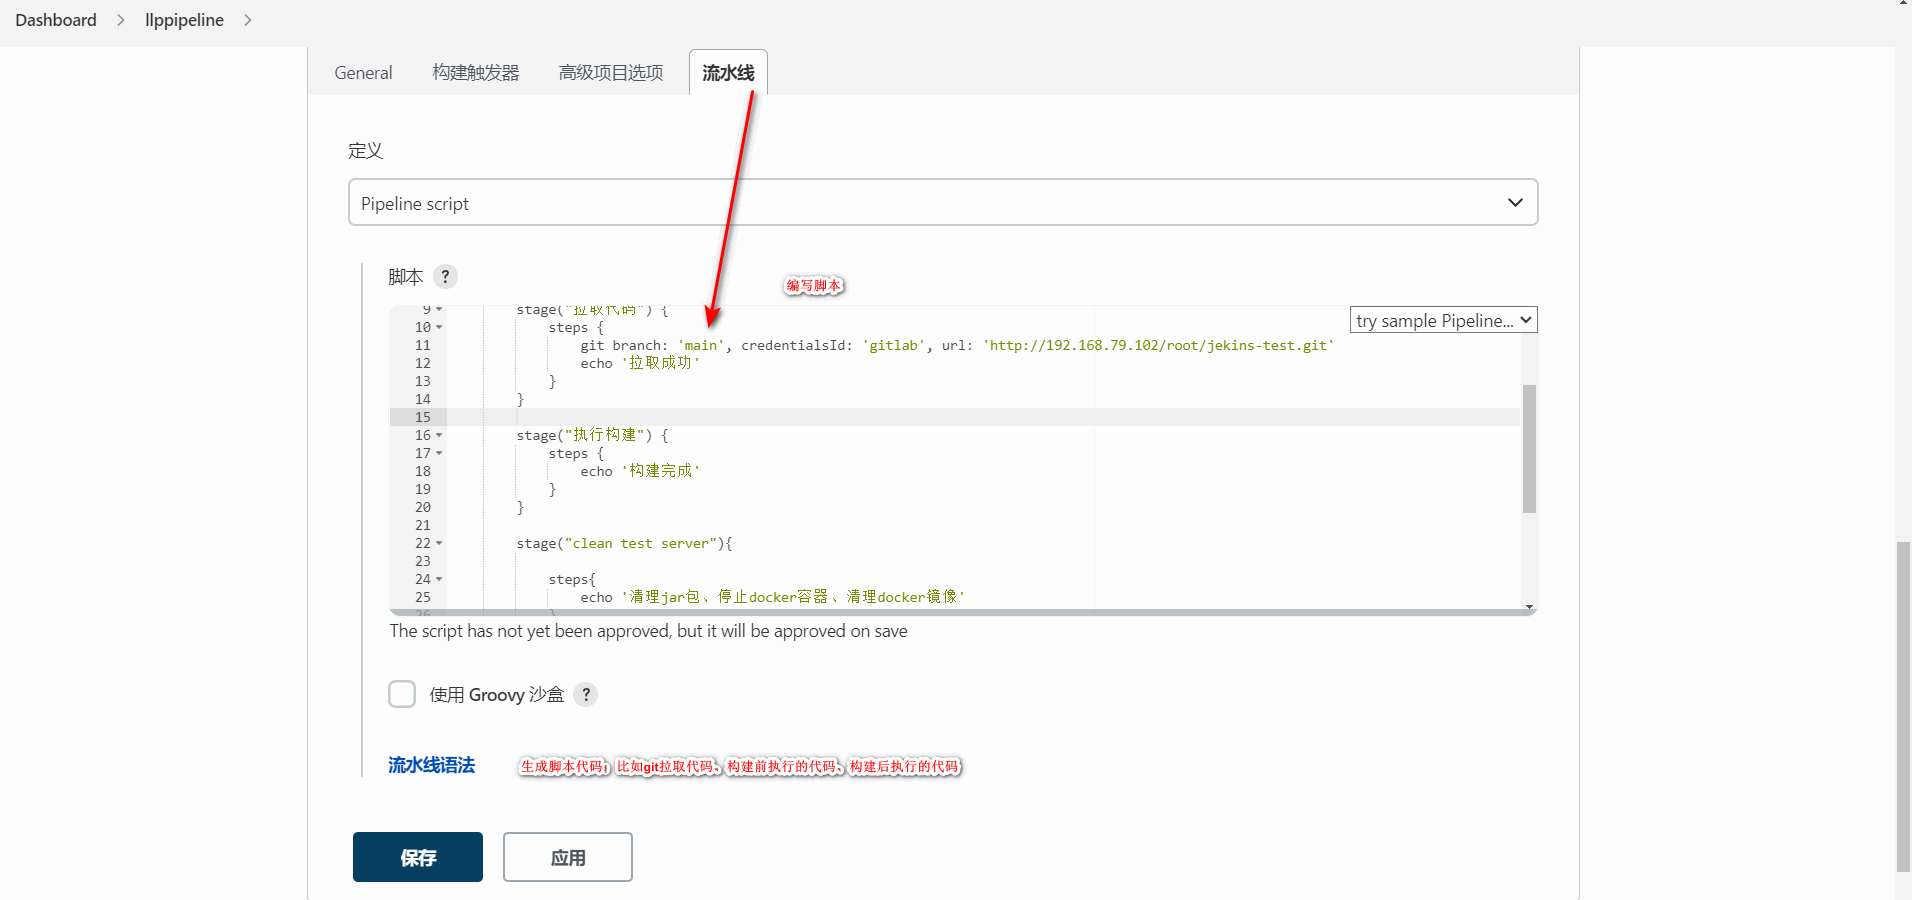 Dashboard > llppipeline >
General 构建触发器 高级项目选项 流水线
定义
Pipeline script
脚本 ?
编写脚本
try sample Pipeline...
9 stage("拉取代码") {
10 steps {
11 git branch: 'main', credentialsId: 'gitlab', url: 'http://192.168.79.102/root/jekins-test.git'
12 echo '拉取成功'
13 }
14 }
15
16 stage("执行构建") {
17 steps {
18 echo '构建完成'
19 }
20 }
21
22 stage("clean test server"){
23
24 steps{
25 echo '清理jar包、停止docker容器、清理docker镜像'
26 }
The script has not yet been approved, but it will be approved on save
使用 Groovy 沙盒 ?
流水线语法 生成脚本代码；比如git拉取代码、构建前执行的代码、构建后执行的代码
保存 应用